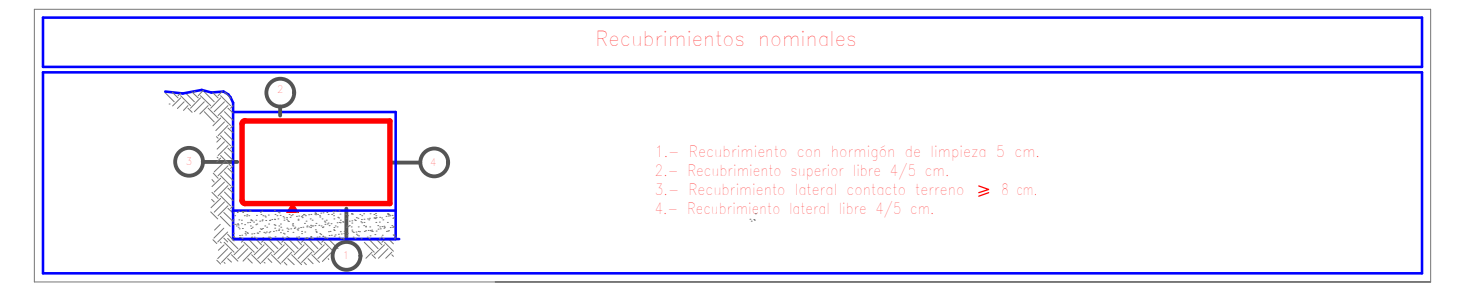 Recubrimientos nominales
2
3
4
1
1.- Recubrimiento con hormigón de limpieza 5 cm.
2.- Recubrimiento superior libre 4/5 cm.
3.- Recubrimiento lateral contacto terreno ⩾ 8 cm.
4.- Recubrimiento lateral libre 4/5 cm.